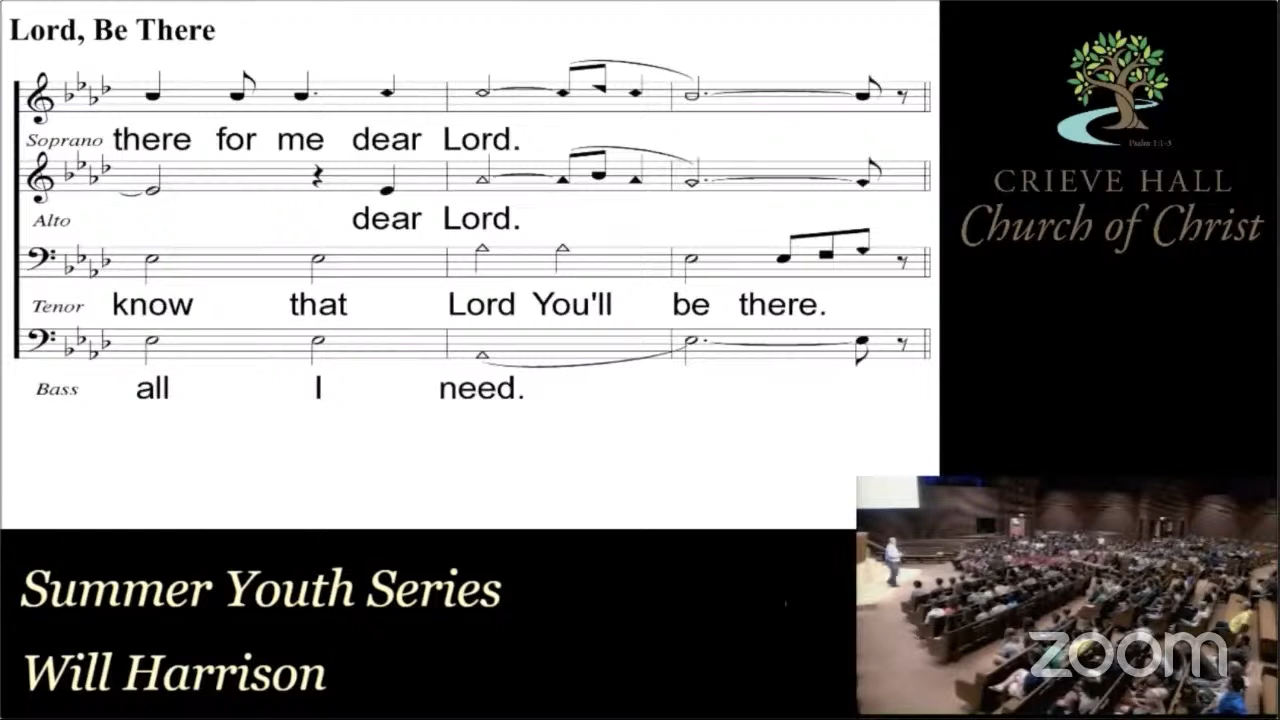 Lord, Be There
Soprano there for me dear Lord.
Alto dear Lord.
Tenor know that Lord You'll be there.
Bass all I need.
Psalm 1:1-3
CRIEVE HALL
Church of Christ
Summer Youth Series
Will Harrison
zoom